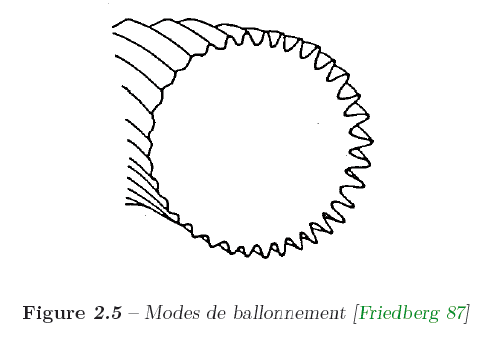 Figure 2.5 – Modes de ballonnement [Friedberg 87]